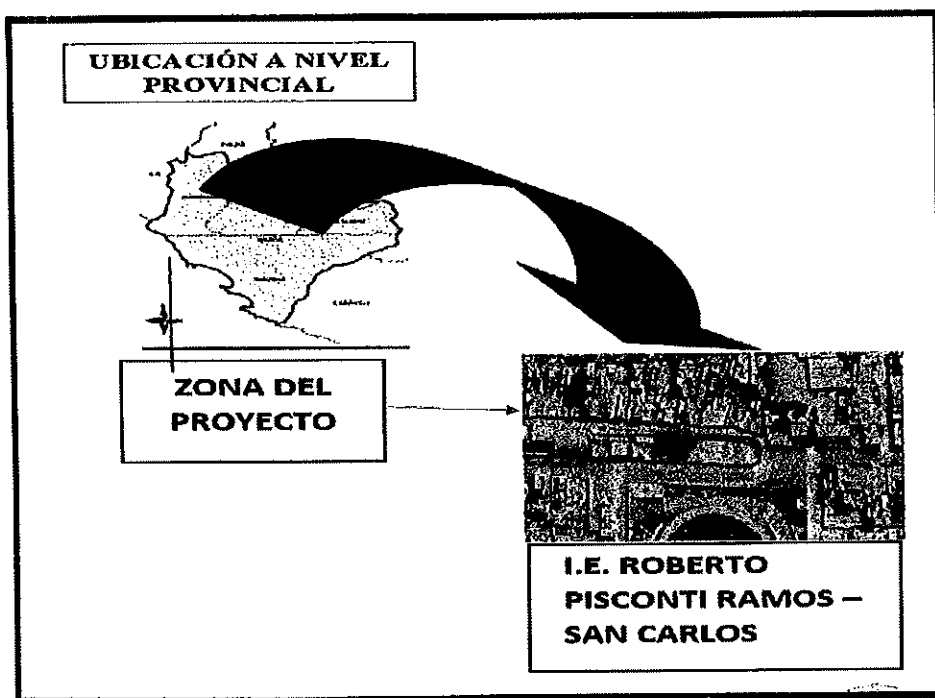 UBICACIÓN A NIVEL
PROVINCIAL
ZONA DEL
PROYECTO
I.E. ROBERTO
PISCONTI RAMOS –
SAN CARLOS